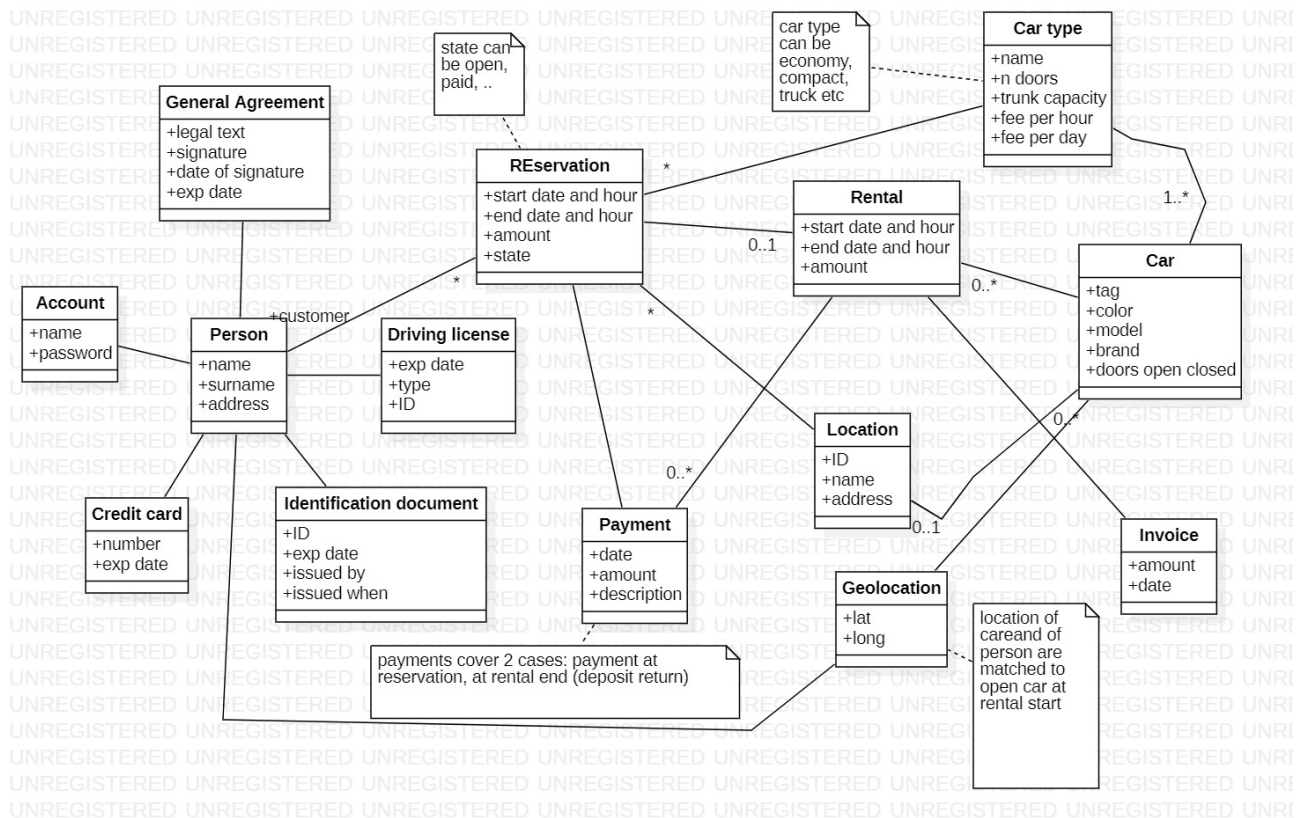 UNREGISTERED UNREGISTERED UNREGISTERED UNREGISTERED UNREGISTERED UNREGISTERED UNREGISTERED UNRE
General Agreement
+legal text
+signature
+date of signature
+exp date
state can
be open,
paid, ..
car type
can be
economy,
compact,
truck etc
Car type
+name
+n doors
+trunk capacity
+fee per hour
+fee per day
REservation
+start date and hour
+end date and hour
+amount
+state
*
0..1
*
*
+customer
Rental
+start date and hour
+end date and hour
+amount
0..*
0..*
1..*
Car
+tag
+color
+model
+brand
+doors open closed
0..*
0..1
Account
+name
+password
Person
+name
+surname
+address
Driving license
+exp date
+type
+ID
Location
+ID
+name
+address
Credit card
+number
+exp date
Identification document
+ID
+exp date
+issued by
+issued when
Payment
+date
+amount
+description
Invoice
+amount
+date
Geolocation
+lat
+long
payments cover 2 cases: payment at
reservation, at rental end (deposit return)
location of
careand of
person are
matched to
open car at
rental start